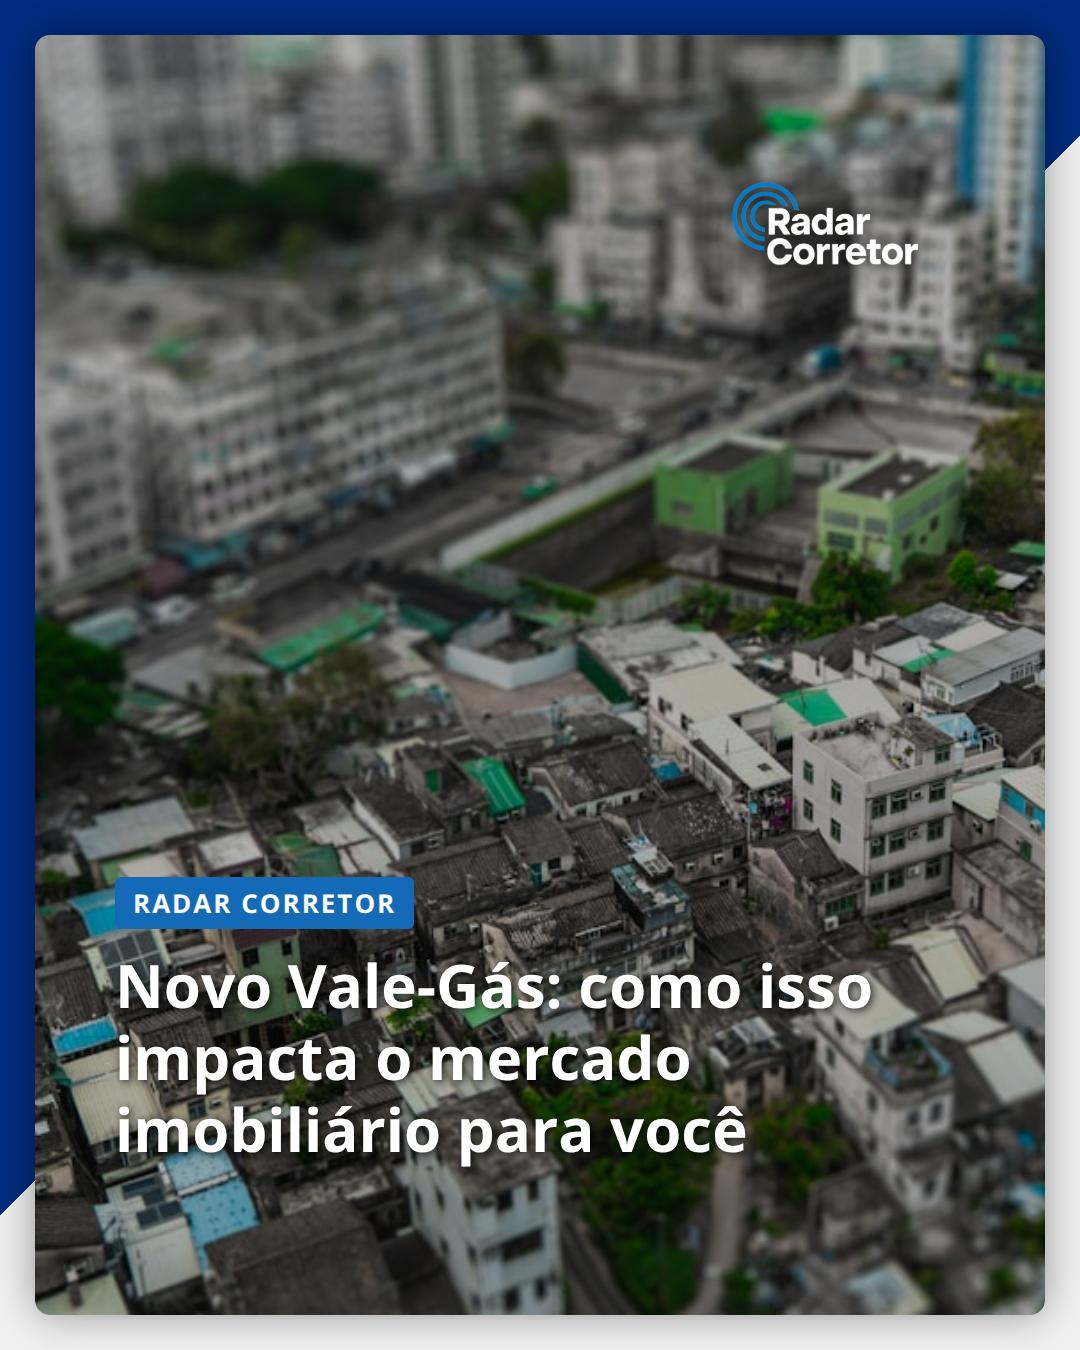 Radar
Corretor
RADAR CORRETOR
Novo Vale-Gás: como isso
impacta o mercado
imobiliário para você